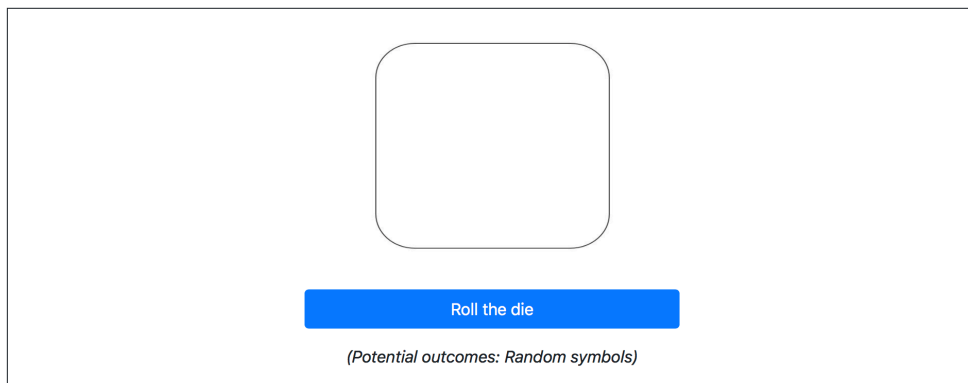 Roll the die
(Potential outcomes: Random symbols)